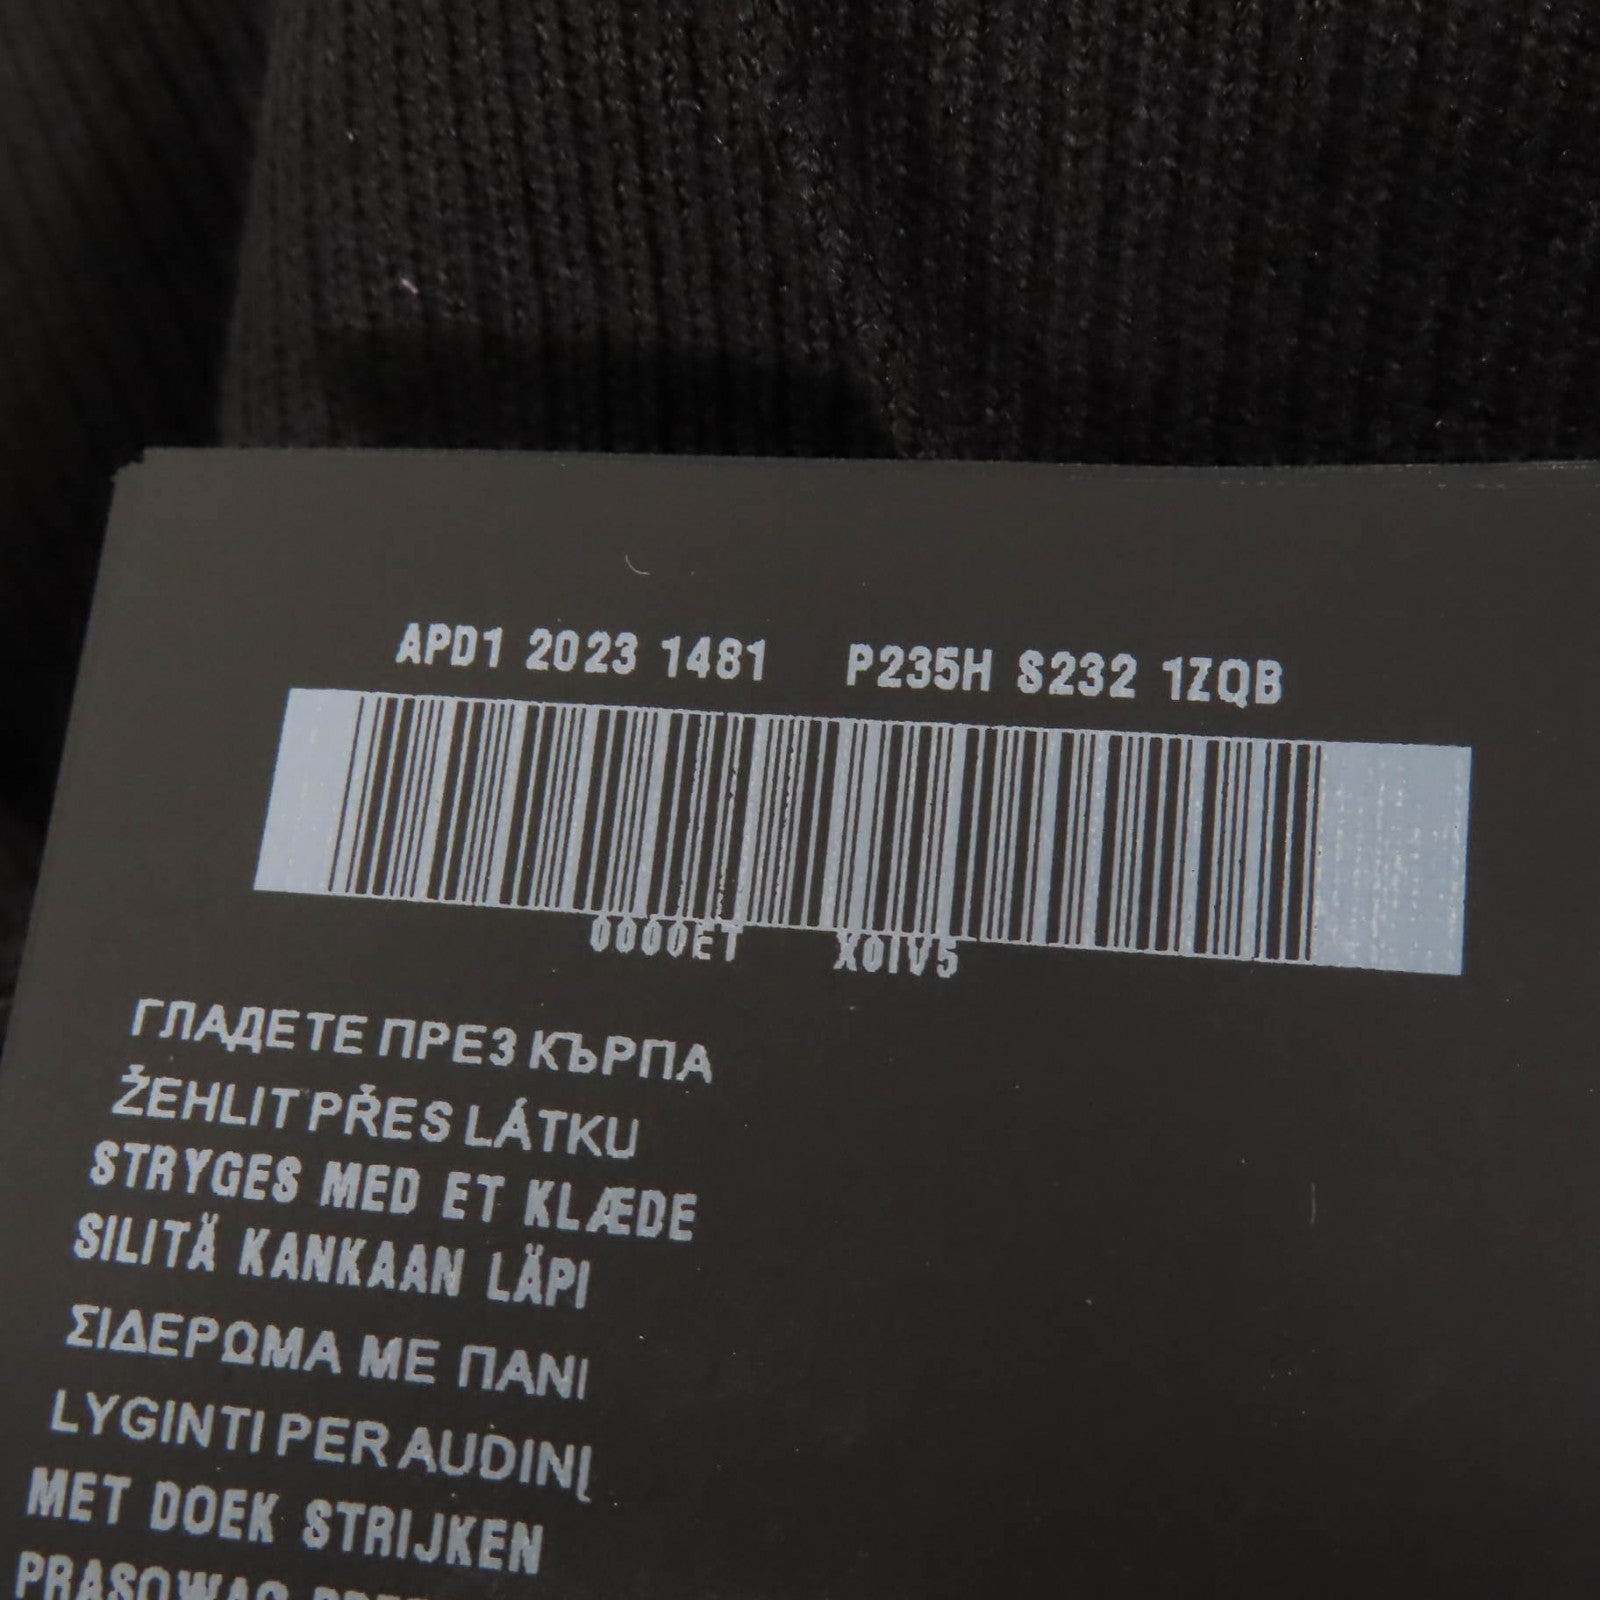 APD1 2023 1481 P235H S232 1ZQB
0000ET X0IV5
ГЛАДЕТЕ ПРЕЗ КЪРПА
ŽEHLIT PŘES LÁTKU
STRYGES MED ET KLÆDE
SILITÄ KANKAAN LÄPI
ΣΙΔΕΡΩΜΑ ΜΕ ΠΑΝΙ
LYGINTI PER AUDINĮ
MET DOEK STRIJKEN